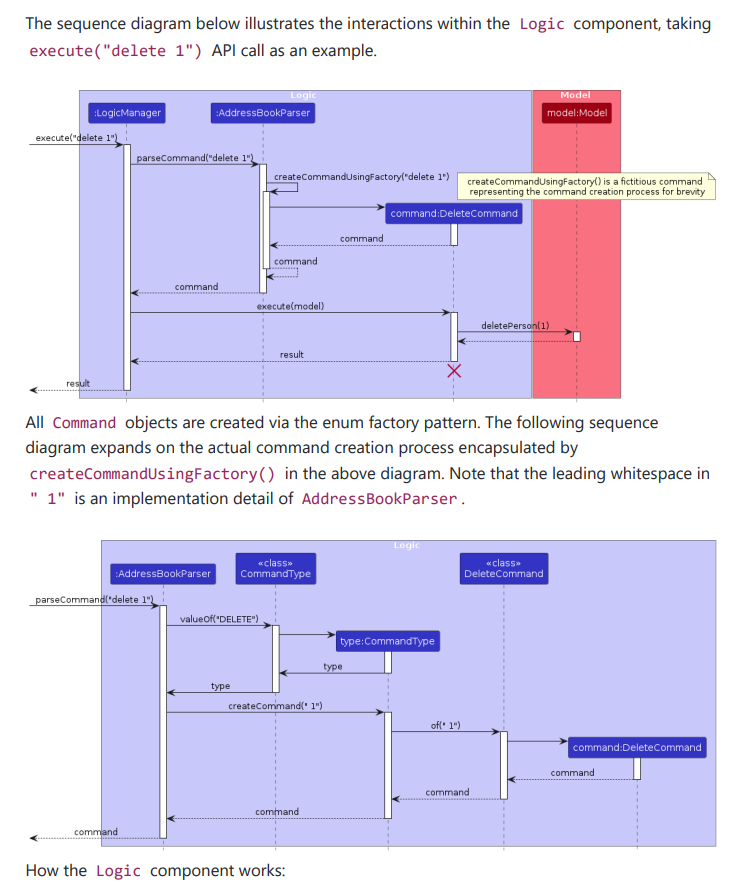 The sequence diagram below illustrates the interactions within the Logic component, taking
execute("delete 1") API call as an example.
Logic
Model
:LogicManager
:AddressBookParser
model:Model
execute("delete 1")
parseCommand("delete 1")
createCommandUsingFactory("delete 1")
createCommandUsingFactory() is a fictitious command
representing the command creation process for brevity
command:DeleteCommand
command
command
command
execute(model)
deletePerson(1)
result
result
All Command objects are created via the enum factory pattern. The following sequence
diagram expands on the actual command creation process encapsulated by
createCommandUsingFactory() in the above diagram. Note that the leading whitespace in
" 1" is an implementation detail of AddressBookParser.
Logic
:AddressBookParser
«class»
CommandType
«class»
DeleteCommand
parseCommand("delete 1")
valueOf("DELETE")
type:CommandType
type
type
createCommand(" 1")
of(" 1")
command:DeleteCommand
command
command
command
command
How the Logic component works: